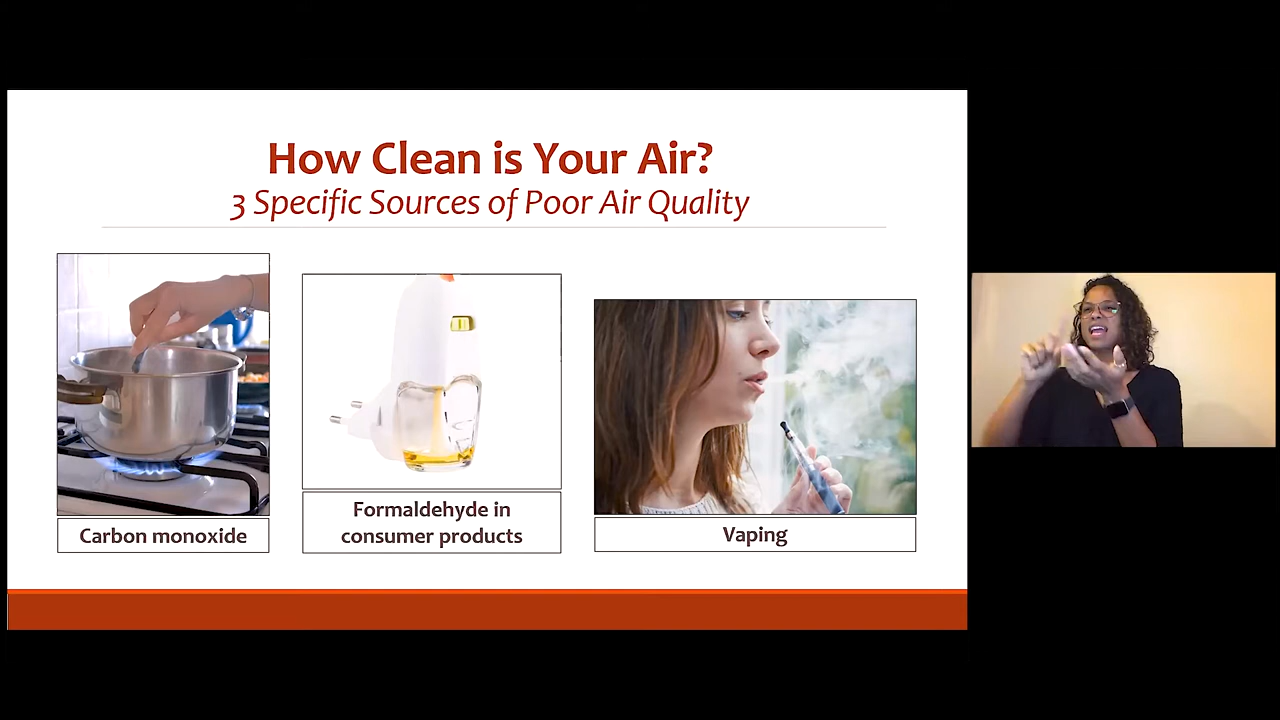 How Clean is Your Air?
3 Specific Sources of Poor Air Quality
Carbon monoxide
Formaldehyde in
consumer products
Vaping